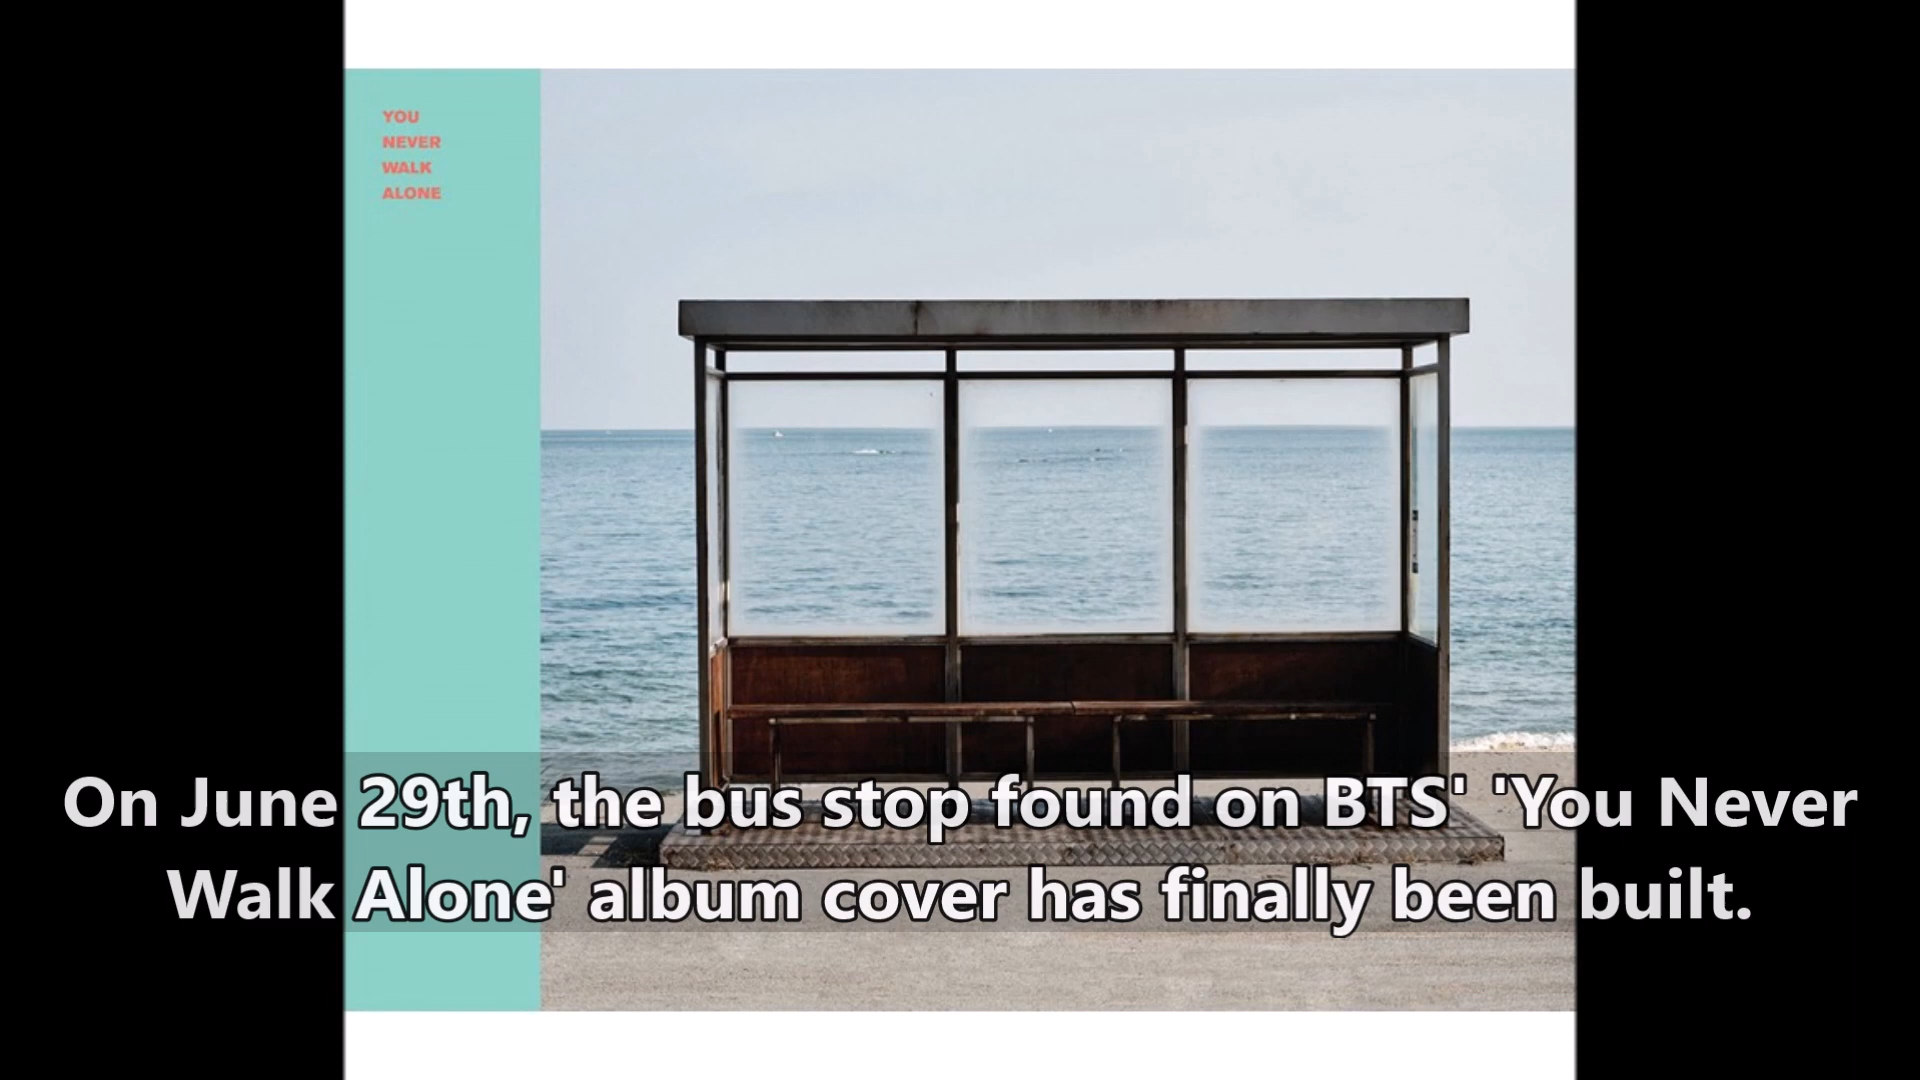 YOU
NEVER
WALK
ALONE
On June 29th, the bus stop found on BTS' 'You Never
Walk Alone' album cover has finally been built.